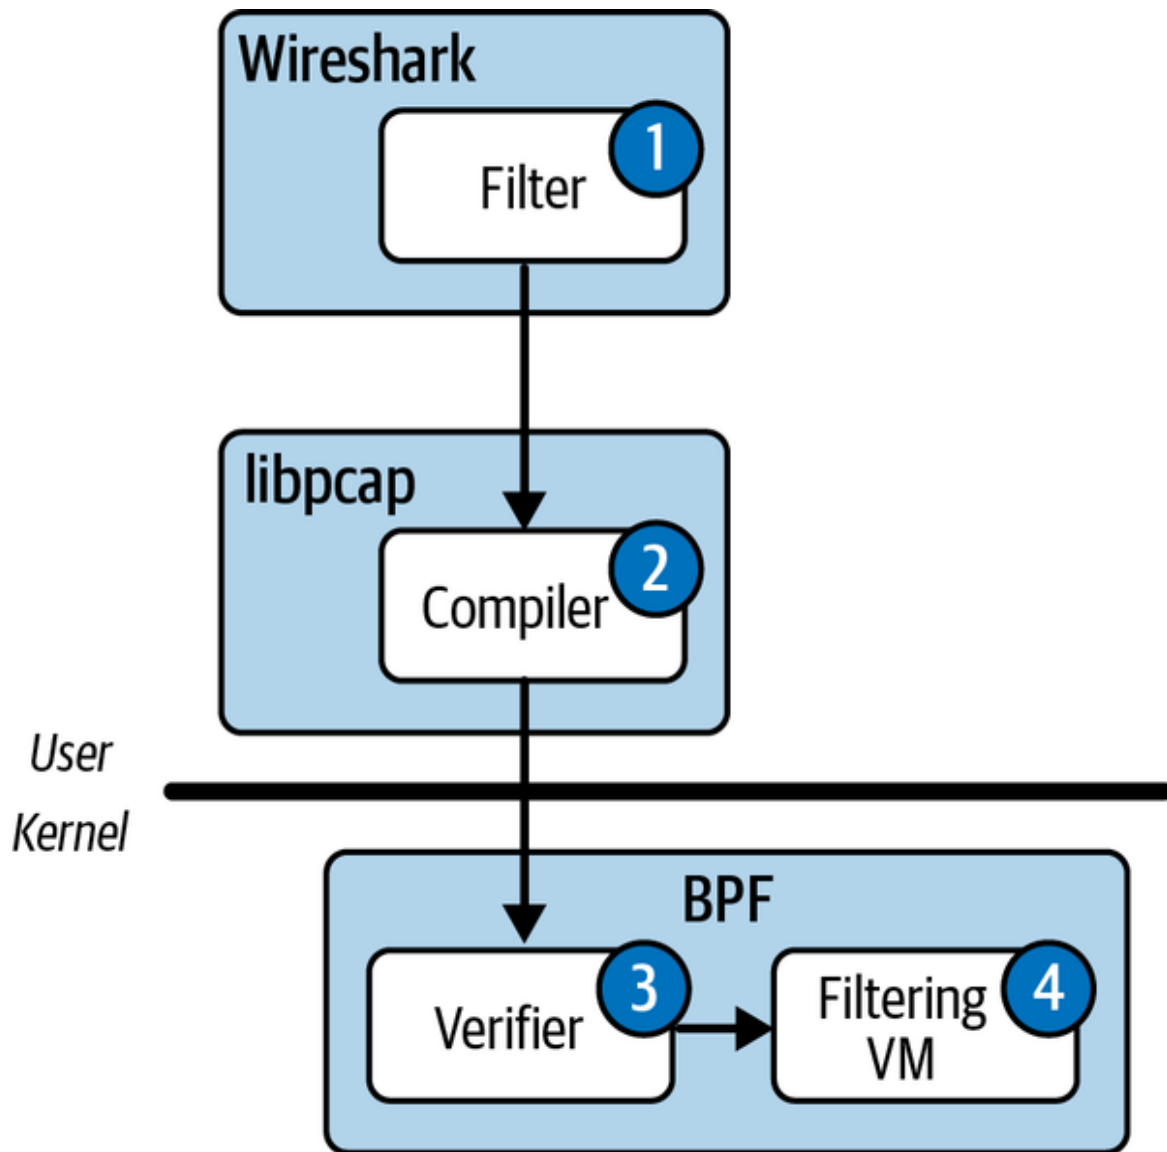 Wireshark
1
Filter
libpcap
2
Compiler
User
Kernel
BPF
3
Verifier
4
Filtering
VM